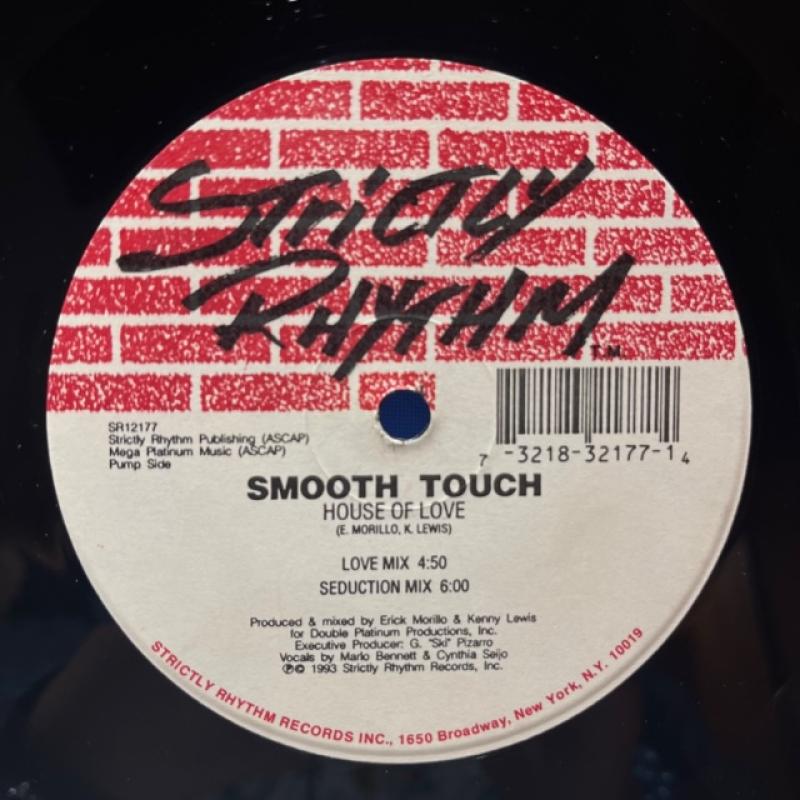 STRICTLY
RHYTHM
T.M.
SR12177
Strictly Rhythm Publishing (ASCAP)
Mega Platinum Music (ASCAP)
Pump Side
7 -3218-32177-1 4
SMOOTH TOUCH
HOUSE OF LOVE
(E. MORILLO, K. LEWIS)
LOVE MIX 4:50
SEDUCTION MIX 6:00
Produced & mixed by Erick Morillo & Kenny Lewis
for Double Platinum Productions, Inc.
Executive Producer: G. "Ski" Pizarro
Vocals by Marlo Bennett & Cynthia Seijo
℗© 1993 Strictly Rhythm Records, Inc.
STRICTLY RHYTHM RECORDS INC., 1650 Broadway, New York, N.Y. 10019